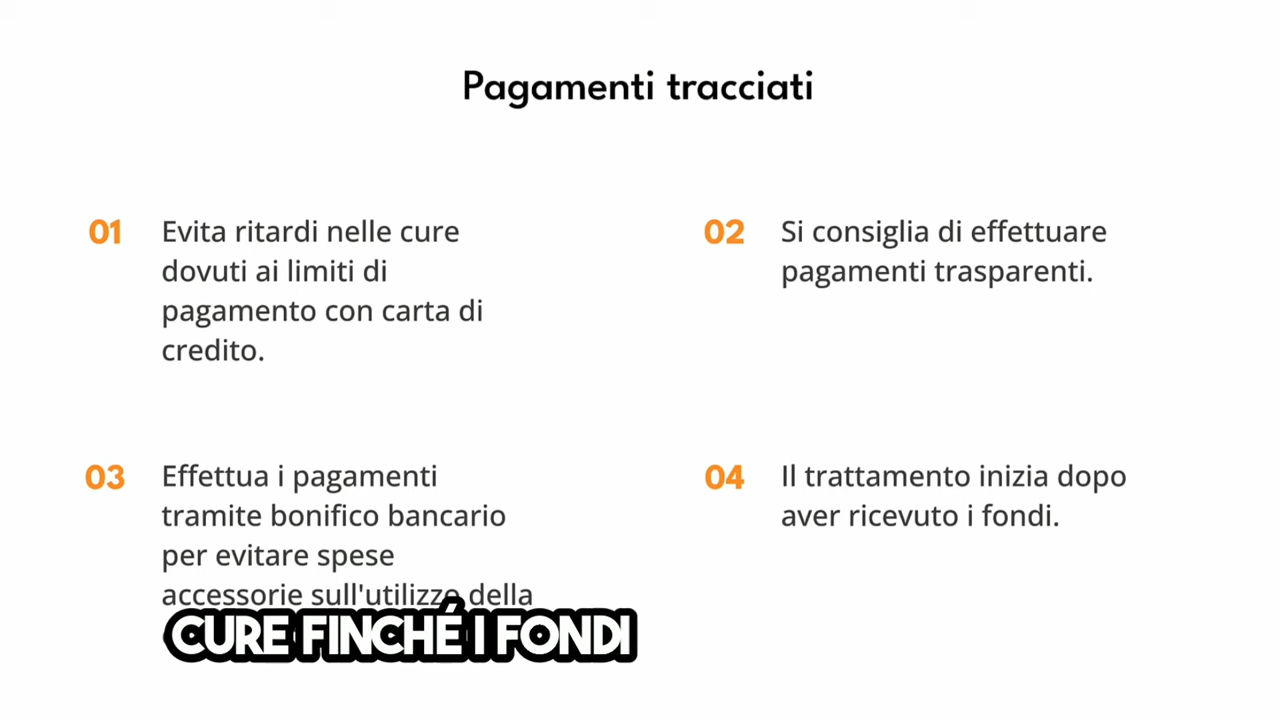 Pagamenti tracciati
01
Evita ritardi nelle cure
dovuti ai limiti di
pagamento con carta di
credito.
02
Si consiglia di effettuare
pagamenti trasparenti.
03
Effettua i pagamenti
tramite bonifico bancario
per evitare spese
accessorie sull'utilizzo della
04
Il trattamento inizia dopo
aver ricevuto i fondi.
CURE FINCHÉ I FONDI